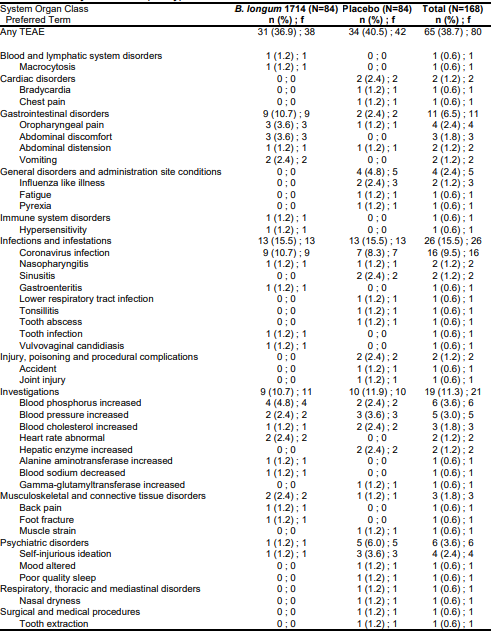 System Organ Class B. longum 1714 (N=84) Placebo (N=84) Total (N=168)
Preferred Term n (%) ; f n (%) ; f n (%) ; f
Any TEAE 31 (36.9) ; 38 34 (40.5) ; 42 65 (38.7) ; 80
Blood and lymphatic system disorders 1 (1.2) ; 1 0 ; 0 1 (0.6) ; 1
Macrocytosis 1 (1.2) ; 1 0 ; 0 1 (0.6) ; 1
Cardiac disorders 0 ; 0 2 (2.4) ; 2 2 (1.2) ; 2
Bradycardia 0 ; 0 1 (1.2) ; 1 1 (0.6) ; 1
Chest pain 0 ; 0 1 (1.2) ; 1 1 (0.6) ; 1
Gastrointestinal disorders 9 (10.7) ; 9 2 (2.4) ; 2 11 (6.5) ; 11
Oropharyngeal pain 3 (3.6) ; 3 1 (1.2) ; 1 4 (2.4) ; 4
Abdominal discomfort 3 (3.6) ; 3 0 ; 0 3 (1.8) ; 3
Abdominal distension 1 (1.2) ; 1 1 (1.2) ; 1 2 (1.2) ; 2
Vomiting 2 (2.4) ; 2 0 ; 0 2 (1.2) ; 2
General disorders and administration site conditions 0 ; 0 4 (4.8) ; 5 4 (2.4) ; 5
Influenza like illness 0 ; 0 2 (2.4) ; 3 2 (1.2) ; 3
Fatigue 0 ; 0 1 (1.2) ; 1 1 (0.6) ; 1
Pyrexia 0 ; 0 1 (1.2) ; 1 1 (0.6) ; 1
Immune system disorders 1 (1.2) ; 1 0 ; 0 1 (0.6) ; 1
Hypersensitivity 1 (1.2) ; 1 0 ; 0 1 (0.6) ; 1
Infections and infestations 13 (15.5) ; 13 13 (15.5) ; 13 26 (15.5) ; 26
Coronavirus infection 9 (10.7) ; 9 7 (8.3) ; 7 16 (9.5) ; 16
Nasopharyngitis 1 (1.2) ; 1 1 (1.2) ; 1 2 (1.2) ; 2
Sinusitis 0 ; 0 2 (2.4) ; 2 2 (1.2) ; 2
Gastroenteritis 1 (1.2) ; 1 0 ; 0 1 (0.6) ; 1
Lower respiratory tract infection 0 ; 0 1 (1.2) ; 1 1 (0.6) ; 1
Tonsillitis 0 ; 0 1 (1.2) ; 1 1 (0.6) ; 1
Tooth abscess 0 ; 0 1 (1.2) ; 1 1 (0.6) ; 1
Tooth infection 1 (1.2) ; 1 0 ; 0 1 (0.6) ; 1
Vulvovaginal candidiasis 1 (1.2) ; 1 0 ; 0 1 (0.6) ; 1
Injury, poisoning and procedural complications 0 ; 0 2 (2.4) ; 2 2 (1.2) ; 2
Accident 0 ; 0 1 (1.2) ; 1 1 (0.6) ; 1
Joint injury 0 ; 0 1 (1.2) ; 1 1 (0.6) ; 1
Investigations 9 (10.7) ; 11 10 (11.9) ; 10 19 (11.3) ; 21
Blood phosphorus increased 4 (4.8) ; 4 2 (2.4) ; 2 6 (3.6) ; 6
Blood pressure increased 2 (2.4) ; 2 3 (3.6) ; 3 5 (3.0) ; 5
Blood cholesterol increased 1 (1.2) ; 1 2 (2.4) ; 2 3 (1.8) ; 3
Heart rate abnormal 2 (2.4) ; 2 0 ; 0 2 (1.2) ; 2
Hepatic enzyme increased 0 ; 0 2 (2.4) ; 2 2 (1.2) ; 2
Alanine aminotransferase increased 1 (1.2) ; 1 0 ; 0 1 (0.6) ; 1
Blood sodium decreased 1 (1.2) ; 1 0 ; 0 1 (0.6) ; 1
Gamma-glutamyltransferase increased 0 ; 0 1 (1.2) ; 1 1 (0.6) ; 1
Musculoskeletal and connective tissue disorders 2 (2.4) ; 2 1 (1.2) ; 1 3 (1.8) ; 3
Back pain 1 (1.2) ; 1 0 ; 0 1 (0.6) ; 1
Foot fracture 1 (1.2) ; 1 0 ; 0 1 (0.6) ; 1
Muscle strain 0 ; 0 1 (1.2) ; 1 1 (0.6) ; 1
Psychiatric disorders 1 (1.2) ; 1 5 (6.0) ; 5 6 (3.6) ; 6
Self-injurious ideation 1 (1.2) ; 1 3 (3.6) ; 3 4 (2.4) ; 4
Mood altered 0 ; 0 1 (1.2) ; 1 1 (0.6) ; 1
Poor quality sleep 0 ; 0 1 (1.2) ; 1 1 (0.6) ; 1
Respiratory, thoracic and mediastinal disorders 0 ; 0 1 (1.2) ; 1 1 (0.6) ; 1
Nasal dryness 0 ; 0 1 (1.2) ; 1 1 (0.6) ; 1
Surgical and medical procedures 0 ; 0 1 (1.2) ; 1 1 (0.6) ; 1
Tooth extraction 0 ; 0 1 (1.2) ; 1 1 (0.6) ; 1